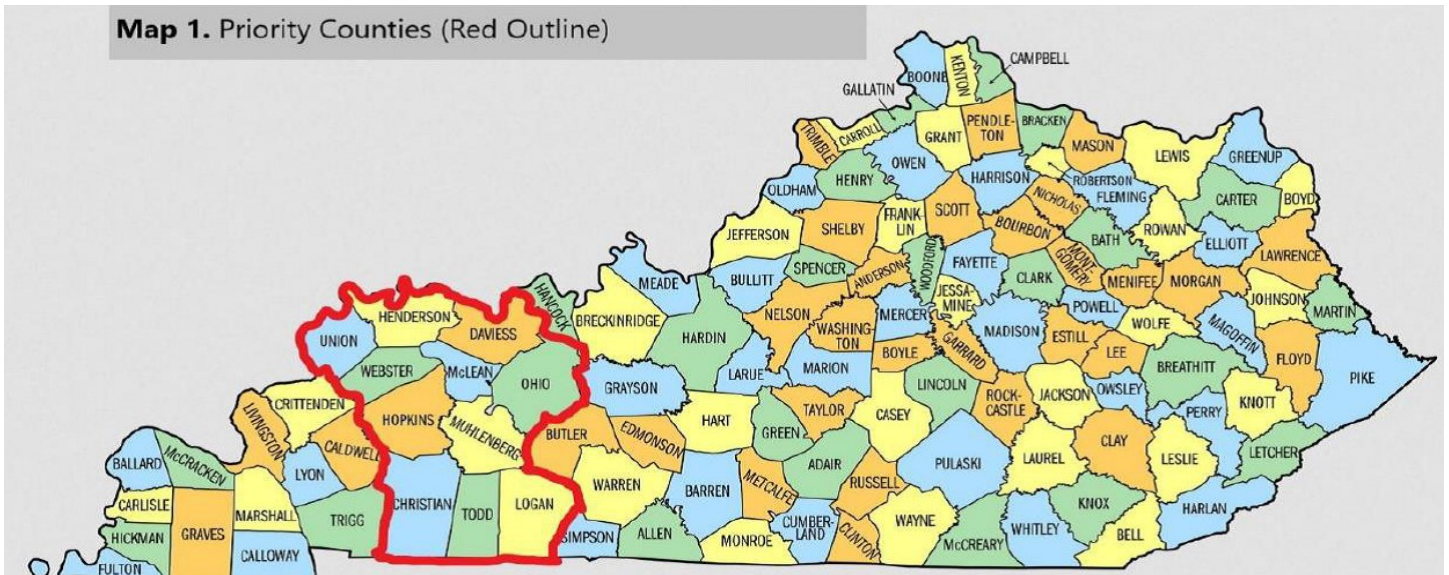 Map 1. Priority Counties (Red Outline)
CAMPBELL
BOONE
KENTON
GALLATIN
TRIMBLE
CARROLL
GRANT
PENDLE-
TON
BRACKEN
MASON
LEWIS
GREENUP
OWEN
HENRY
OLDHAM
HARRISON
ROBERTSON
FLEMING
NICHOLAS
CARTER
BOYD
JEFFERSON
SHELBY
FRANK-
LIN
SCOTT
BOURBON
BATH
ROWAN
ELLIOTT
LAWRENCE
MEADE
BULLITT
SPENCER
ANDERSON
WOODFORD
FAYETTE
CLARK
MONT-
GOMERY
MENIFEE
MORGAN
JOHNSON
MARTIN
HANCOCK
BRECKINRIDGE
HARDIN
NELSON
WASHING-
TON
MERCER
JESSA-
MINE
MADISON
POWELL
ESTILL
WOLFE
MAGOFFIN
FLOYD
PIKE
UNION
HENDERSON
DAVIESS
WEBSTER
McLEAN
OHIO
GRAYSON
LARUE
MARION
BOYLE
GARRARD
LEE
BREATHITT
KNOTT
CRITTENDEN
LIVINGSTON
HOPKINS
MUHLENBERG
BUTLER
EDMONSON
HART
GREEN
TAYLOR
CASEY
LINCOLN
ROCK-
CASTLE
JACKSON
OWSLEY
PERRY
LETCHER
CALDWELL
LYON
BALLARD
McCRACKEN
CARLISLE
GRAVES
MARSHALL
TRIGG
CHRISTIAN
TODD
LOGAN
WARREN
BARREN
METCALFE
ADAIR
RUSSELL
PULASKI
LAUREL
CLAY
LESLIE
HARLAN
HICKMAN
FULTON
CALLOWAY
SIMPSON
ALLEN
MONROE
CUMBER-
LAND
CLINTON
WAYNE
McCREARY
WHITLEY
KNOX
BELL